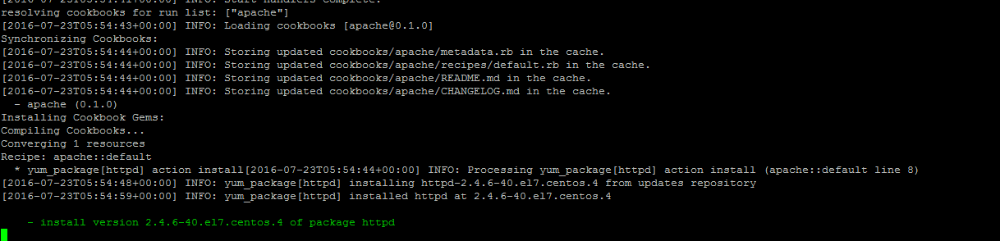 [2016-07-23T05:54:41+00:00] INFO: Start handlers complete.
resolving cookbooks for run list: ["apache"]
[2016-07-23T05:54:43+00:00] INFO: Loading cookbooks [apache@0.1.0]
Synchronizing Cookbooks:
[2016-07-23T05:54:44+00:00] INFO: Storing updated cookbooks/apache/metadata.rb in the cache.
[2016-07-23T05:54:44+00:00] INFO: Storing updated cookbooks/apache/recipes/default.rb in the cache.
[2016-07-23T05:54:44+00:00] INFO: Storing updated cookbooks/apache/README.md in the cache.
[2016-07-23T05:54:44+00:00] INFO: Storing updated cookbooks/apache/CHANGELOG.md in the cache.
  - apache (0.1.0)
Installing Cookbook Gems:
Compiling Cookbooks...
Converging 1 resources
Recipe: apache::default
  * yum_package[httpd] action install[2016-07-23T05:54:44+00:00] INFO: Processing yum_package[httpd] action install (apache::default line 8)
[2016-07-23T05:54:48+00:00] INFO: yum_package[httpd] installing httpd-2.4.6-40.el7.centos.4 from updates repository
[2016-07-23T05:54:59+00:00] INFO: yum_package[httpd] installed httpd at 2.4.6-40.el7.centos.4
    - install version 2.4.6-40.el7.centos.4 of package httpd